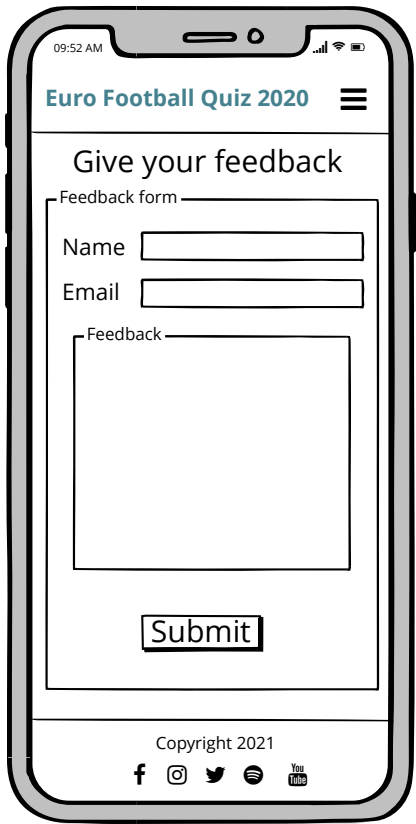 09:52 AM
Euro Football Quiz 2020
Give your feedback
Feedback form
Name
Email
Feedback
Submit
Copyright 2021
You
Tube